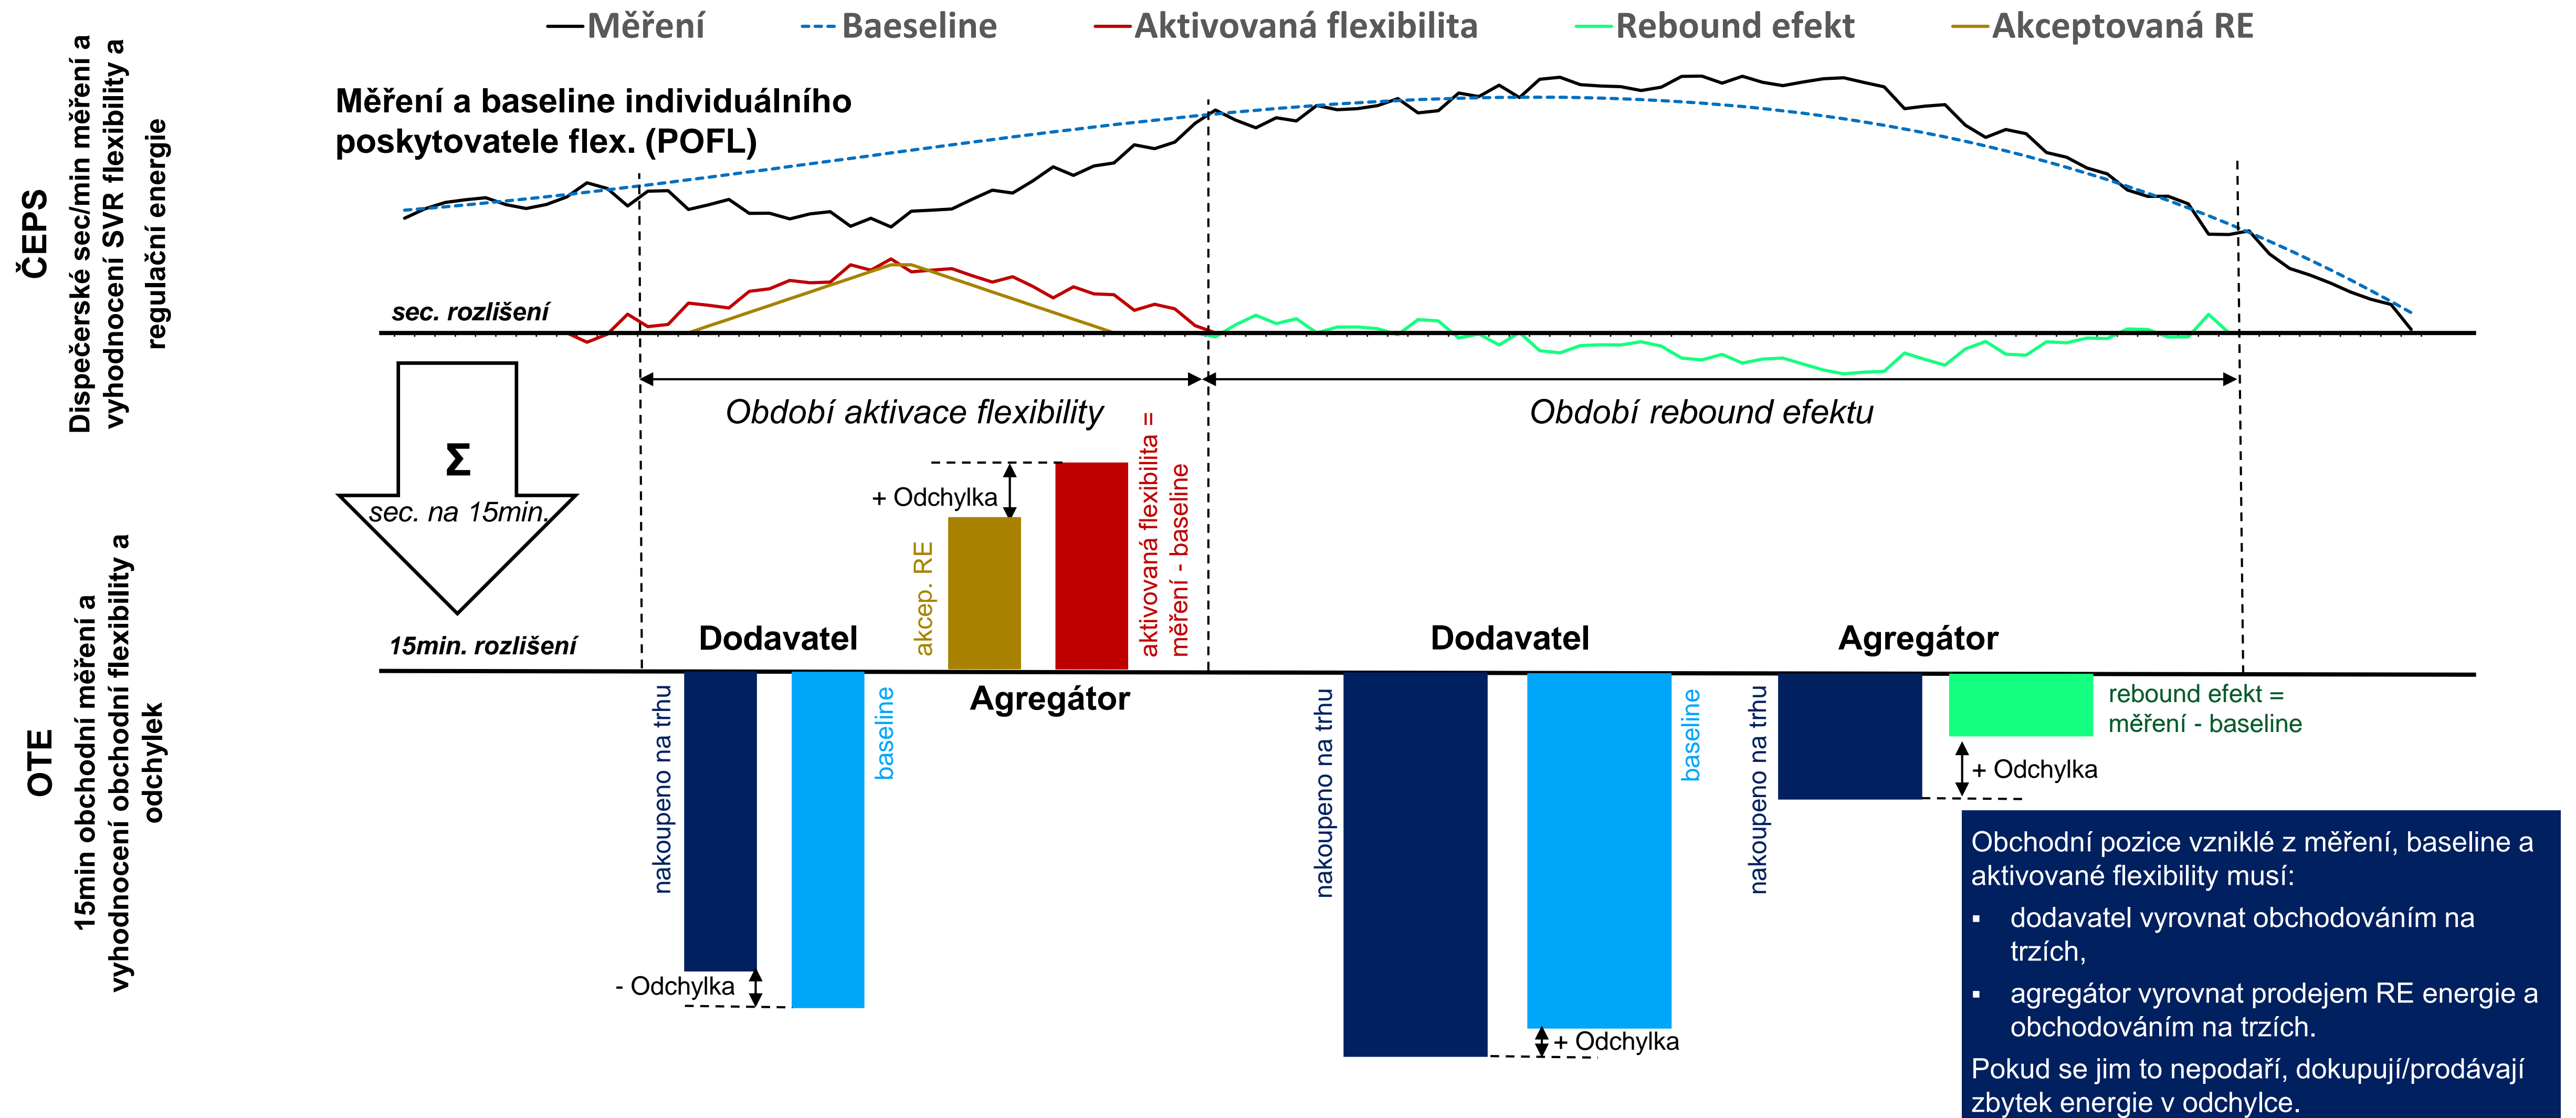 Měření
Baeseline
Aktivovaná flexibilita
Rebound efekt
Akceptovaná RE
ČEPS
Dispečerské sec/min měření a
vyhodnocení SVR flexibility a
regulační energie
Měření a baseline individuálního
poskytovatele flex. (POFL)
sec. rozlišení
Období aktivace flexibility
Období rebound efektu
Σ
sec. na 15min.
OTE
15min obchodní měření a
vyhodnocení obchodní flexibility a
odchylek
15min. rozlišení
Dodavatel
nakoupeno na trhu
baseline
- Odchylka
+ Odchylka
akcep. RE
aktivovaná flexibilita =
měření - baseline
Agregátor
Dodavatel
nakoupeno na trhu
baseline
+ Odchylka
Agregátor
nakoupeno na trhu
rebound efekt =
měření - baseline
+ Odchylka
Obchodní pozice vzniklé z měření, baseline a
aktivované flexibility musí:
▪ dodavatel vyrovnat obchodováním na
trzích,
▪ agregátor vyrovnat prodejem RE energie a
obchodováním na trzích.
Pokud se jim to nepodaří, dokupují/prodávají
zbytek energie v odchylce.